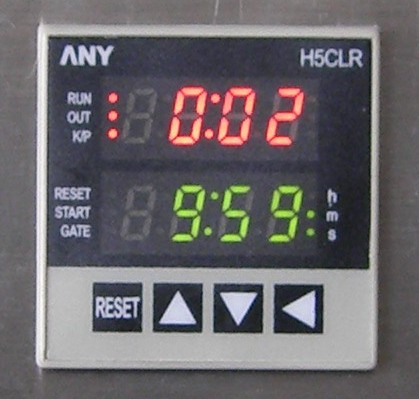 ANY H5CLR
RUN
OUT
K/P
0:02
RESET
START
GATE
9:59:
h
m
s
RESET